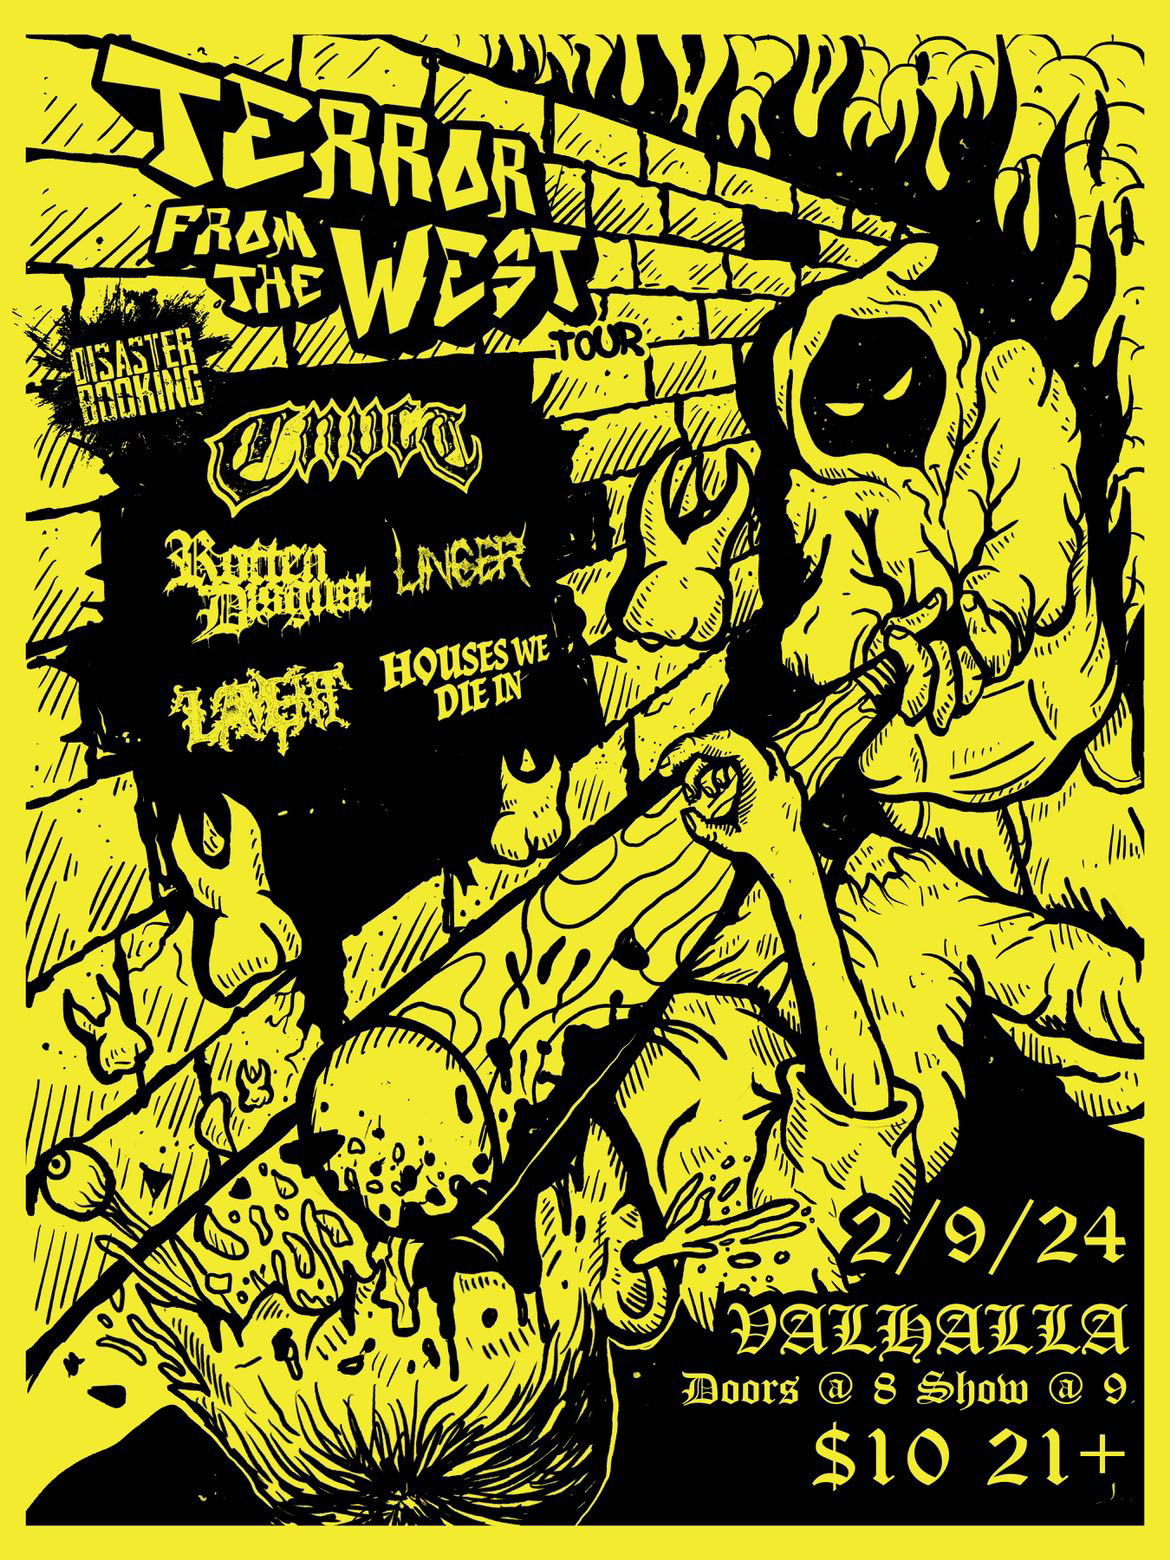 TERROR
FROM
THE WEST
TOUR
DISASTER
BOOKING
Rotten
Disgust
LINGER
LAMENT
HOUSES WE
DIE IN
2/9/24
VALHALLA
Doors @ 8 Show @ 9
$10 21+